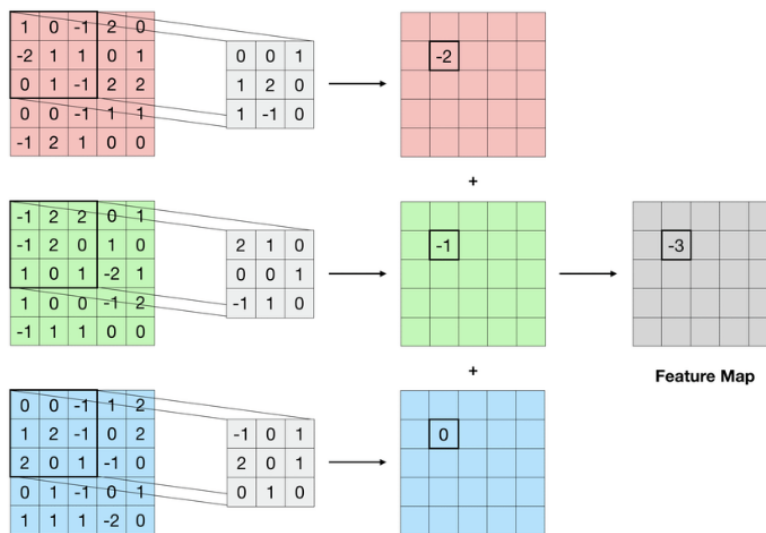 1 0 -1 2 0
-2 1 1 0 1
0 1 -1 2 2
0 0 -1 1 1
-1 2 1 0 0
0 0 1
1 2 0
1 -1 0
-2
+
-1 2 2 0 1
-1 2 0 1 0
1 0 1 -2 1
1 0 0 -1 2
-1 1 1 0 0
2 1 0
0 0 1
-1 1 0
-1
-3
+
Feature Map
0 0 -1 1 2
1 2 -1 0 2
2 0 1 -1 0
0 1 -1 0 1
1 1 1 -2 0
-1 0 1
2 0 1
0 1 0
0